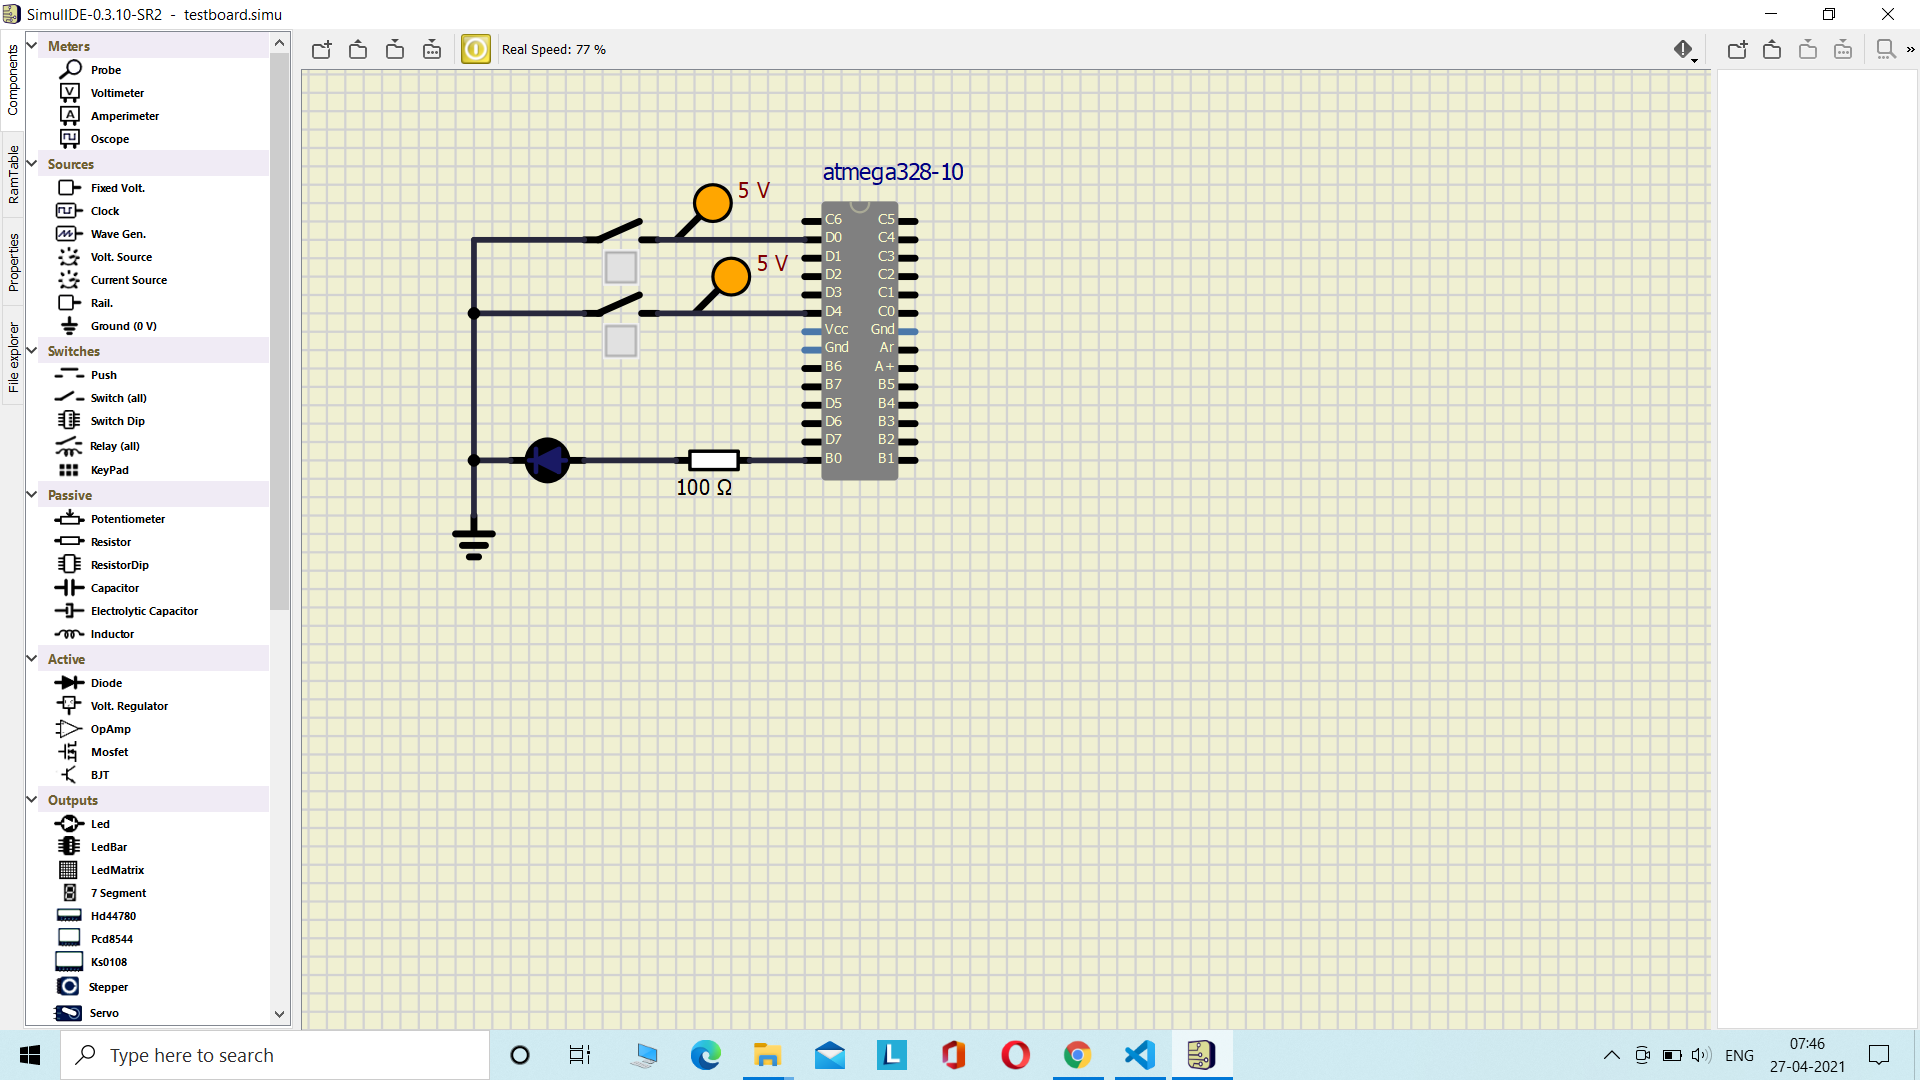 SimulIDE-0.3.10-SR2 - testboard.simu
Components
RamTable
Properties
File explorer
Meters
Probe
Voltimeter
Amperimeter
Oscope
Sources
Fixed Volt.
Clock
Wave Gen.
Volt. Source
Current Source
Rail.
Ground (0 V)
Switches
Push
Switch (all)
Switch Dip
Relay (all)
KeyPad
Passive
Potentiometer
Resistor
ResistorDip
Capacitor
Electrolytic Capacitor
Inductor
Active
Diode
Volt. Regulator
OpAmp
Mosfet
BJT
Outputs
Led
LedBar
LedMatrix
7 Segment
Hd44780
Pcd8544
Ks0108
Stepper
Servo
Real Speed: 77 %
»
atmega328-10
5 V
5 V
C6 C5
D0 C4
D1 C3
D2 C2
D3 C1
D4 C0
Vcc Gnd
Gnd Ar
B6 A+
B7 B5
D5 B4
D6 B3
D7 B2
B0 B1
100 Ω
Type here to search
L
ENG
07:46
27-04-2021